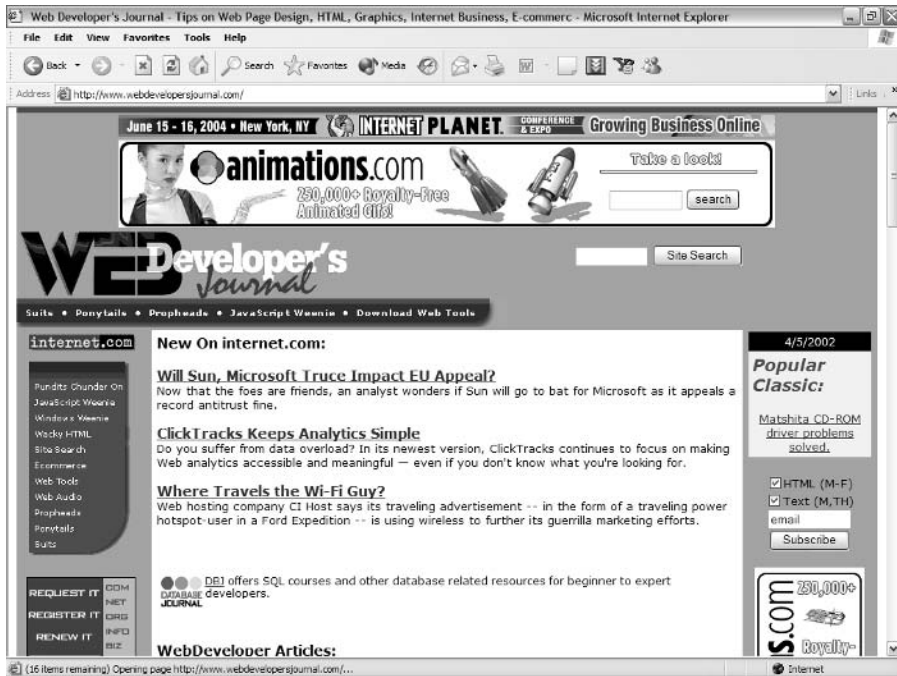 Web Developer's Journal - Tips on Web Page Design, HTML, Graphics, Internet Business, E-commerc - Microsoft Internet Explorer
File Edit View Favorites Tools Help
Back Search Favorites Media
Address http://www.webdevelopersjournal.com/ Links
June 15 - 16, 2004 • New York, NY INTERNET PLANET. CONFERENCE & EXPO Growing Business Online
animations.com
250,000+ Royalty-Free
Animated Gifs!
Take a look!
search
WEB Developer's
Journal
Site Search
Suits • Ponytails • Propheads • JavaScript Weenie • Download Web Tools
internet.com
Pundits Chunder On
JavaScript Weenie
Windows Weenie
Wacky HTML
Site Search
Ecommerce
Web Tools
Web Audio
Propheads
Ponytails
Suits
REQUEST IT
REGISTER IT
RENEW IT
COM
NET
ORG
INFO
BIZ
New On internet.com:
Will Sun, Microsoft Truce Impact EU Appeal?
Now that the foes are friends, an analyst wonders if Sun will go to bat for Microsoft as it appeals a
record antitrust fine.
ClickTracks Keeps Analytics Simple
Do you suffer from data overload? In its newest version, ClickTracks continues to focus on making
Web analytics accessible and meaningful — even if you don't know what you're looking for.
Where Travels the Wi-Fi Guy?
Web hosting company CI Host says its traveling advertisement -- in the form of a traveling power
hotspot-user in a Ford Expedition -- is using wireless to further its guerrilla marketing efforts.
DATABASE
JOURNAL
DBJ offers SQL courses and other database related resources for beginner to expert
developers.
WebDeveloper Articles:
4/5/2002
Popular
Classic:
Matshita CD-ROM
driver problems
solved.
HTML (M-F)
Text (M,TH)
email
Subscribe
250,000+
Royalty-
ns.com
(16 items remaining) Opening page http://www.webdevelopersjournal.com/...
Internet